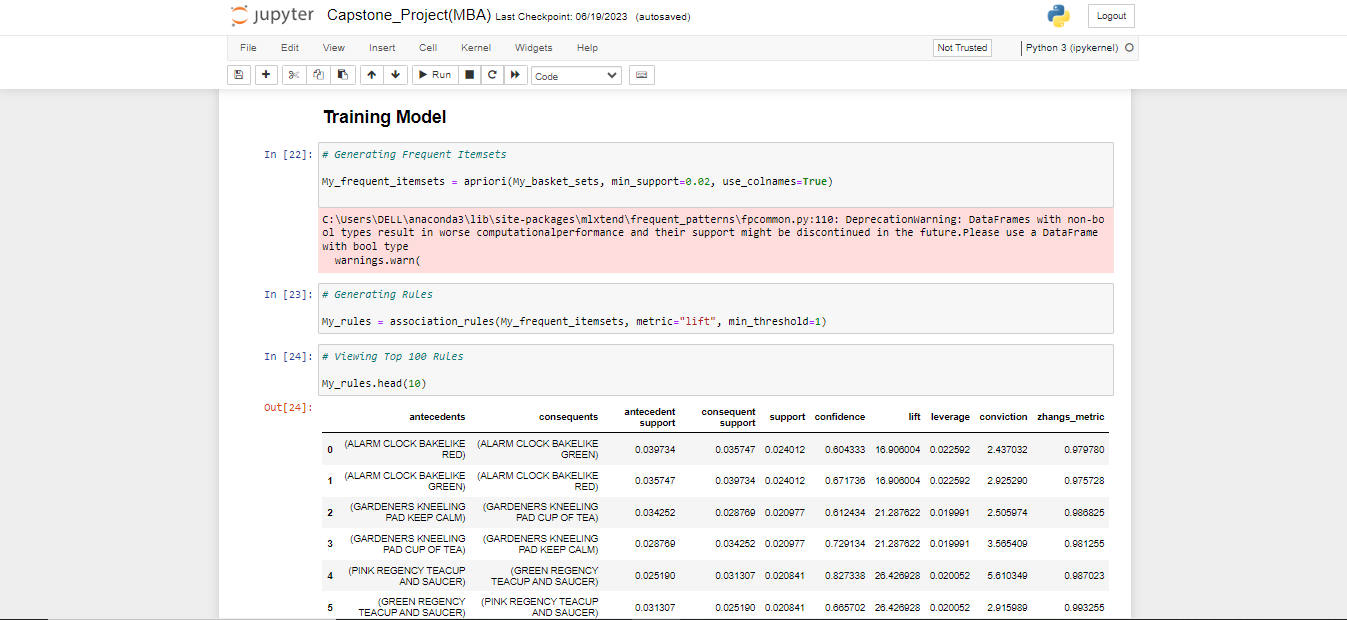 jupyter Capstone_Project(MBA) Last Checkpoint: 06/19/2023 (autosaved)
Logout
File Edit View Insert Cell Kernel Widgets Help Not Trusted Python 3 (ipykernel)
Run Code
Training Model
In [22]: # Generating Frequent Itemsets
My_frequent_itemsets = apriori(My_basket_sets, min_support=0.02, use_colnames=True)
C:\Users\DELL\anaconda3\lib\site-packages\mlxtend\frequent_patterns\fpcommon.py:110: DeprecationWarning: DataFrames with non-bo
ol types result in worse computationalperformance and their support might be discontinued in the future.Please use a DataFrame
with bool type
warnings.warn(
In [23]: # Generating Rules
My_rules = association_rules(My_frequent_itemsets, metric="lift", min_threshold=1)
In [24]: # Viewing Top 100 Rules
My_rules.head(10)
Out[24]:
antecedents consequents antecedent support consequent support support confidence lift leverage conviction zhangs_metric
0 (ALARM CLOCK BAKELIKE RED) (ALARM CLOCK BAKELIKE GREEN) 0.039734 0.035747 0.024012 0.604333 16.906004 0.022592 2.437032 0.979780
1 (ALARM CLOCK BAKELIKE GREEN) (ALARM CLOCK BAKELIKE RED) 0.035747 0.039734 0.024012 0.671736 16.906004 0.022592 2.925290 0.975728
2 (GARDENERS KNEELING PAD KEEP CALM) (GARDENERS KNEELING PAD CUP OF TEA) 0.034252 0.028769 0.020977 0.612434 21.287622 0.019991 2.505974 0.986825
3 (GARDENERS KNEELING PAD CUP OF TEA) (GARDENERS KNEELING PAD KEEP CALM) 0.028769 0.034252 0.020977 0.729134 21.287622 0.019991 3.565409 0.981255
4 (PINK REGENCY TEACUP AND SAUCER) (GREEN REGENCY TEACUP AND SAUCER) 0.025190 0.031307 0.020841 0.827338 26.426928 0.020052 5.610349 0.987023
5 (GREEN REGENCY TEACUP AND SAUCER) (PINK REGENCY TEACUP AND SAUCER) 0.031307 0.025190 0.020841 0.665702 26.426928 0.020052 2.915989 0.993255